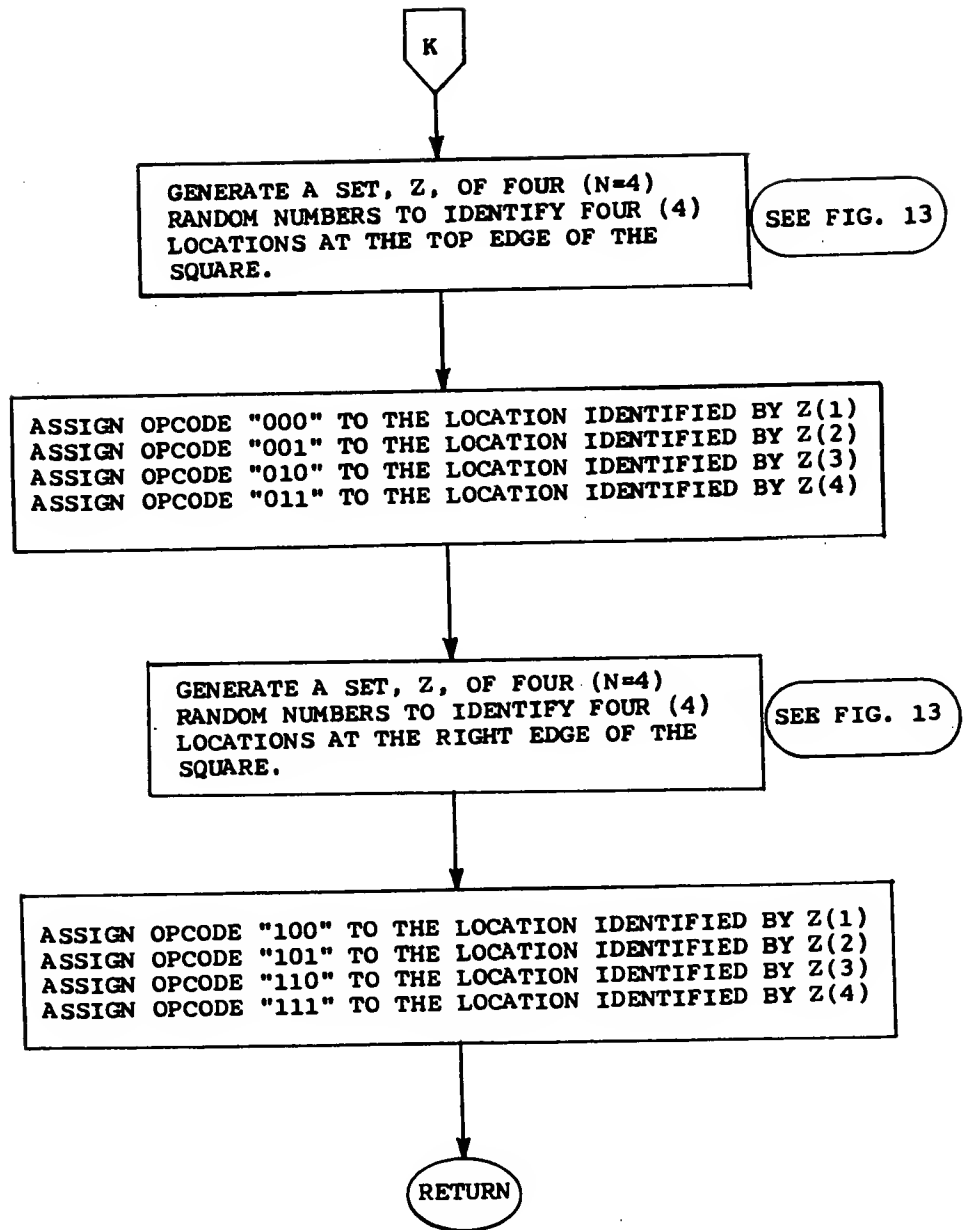 K
GENERATE A SET, Z, OF FOUR (N=4)
RANDOM NUMBERS TO IDENTIFY FOUR (4)
LOCATIONS AT THE TOP EDGE OF THE
SQUARE.
SEE FIG. 13
ASSIGN OPCODE "000" TO THE LOCATION IDENTIFIED BY Z(1)
ASSIGN OPCODE "001" TO THE LOCATION IDENTIFIED BY Z(2)
ASSIGN OPCODE "010" TO THE LOCATION IDENTIFIED BY Z(3)
ASSIGN OPCODE "011" TO THE LOCATION IDENTIFIED BY Z(4)
GENERATE A SET, Z, OF FOUR (N=4)
RANDOM NUMBERS TO IDENTIFY FOUR (4)
LOCATIONS AT THE RIGHT EDGE OF THE
SQUARE.
SEE FIG. 13
ASSIGN OPCODE "100" TO THE LOCATION IDENTIFIED BY Z(1)
ASSIGN OPCODE "101" TO THE LOCATION IDENTIFIED BY Z(2)
ASSIGN OPCODE "110" TO THE LOCATION IDENTIFIED BY Z(3)
ASSIGN OPCODE "111" TO THE LOCATION IDENTIFIED BY Z(4)
RETURN